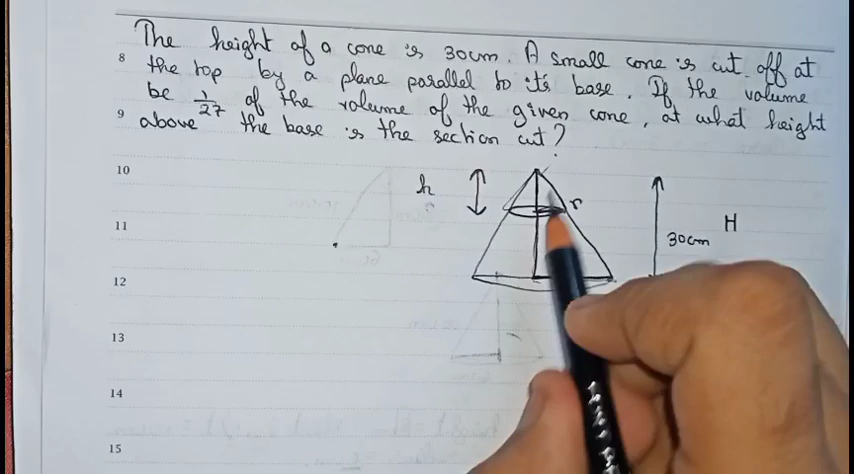 The height of a cone is 30cm. A small cone is cut off at
8
the top by a plane parallel to its base. If the volume
be 1/27 of the volume of the given cone, at what height
9
above the base is the section cut?
10
h
r
11
30cm H
12
13
14
15